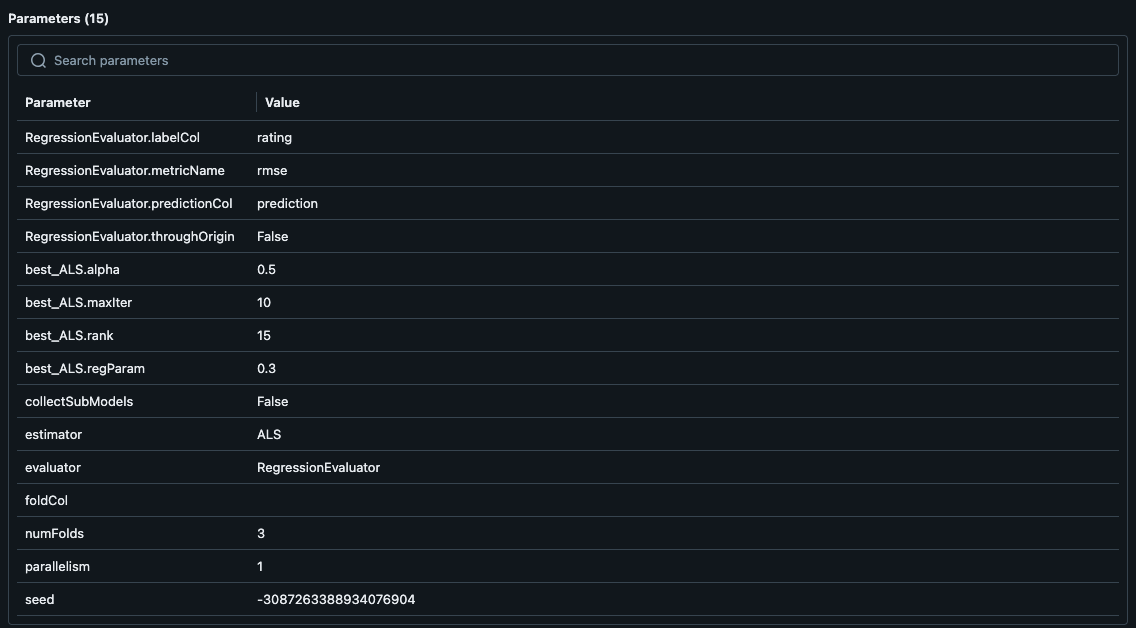 Parameters (15)
Search parameters
Parameter Value
RegressionEvaluator.labelCol rating
RegressionEvaluator.metricName rmse
RegressionEvaluator.predictionCol prediction
RegressionEvaluator.throughOrigin False
best_ALS.alpha 0.5
best_ALS.maxIter 10
best_ALS.rank 15
best_ALS.regParam 0.3
collectSubModels False
estimator ALS
evaluator RegressionEvaluator
foldCol
numFolds 3
parallelism 1
seed -3087263388934076904